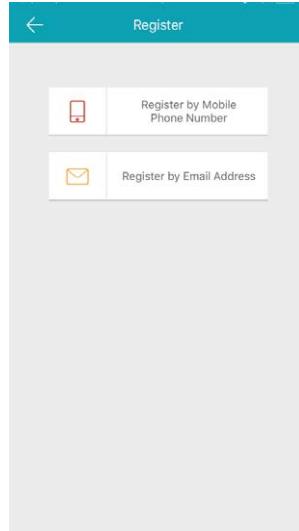 Register
Register by Mobile
Phone Number
Register by Email Address